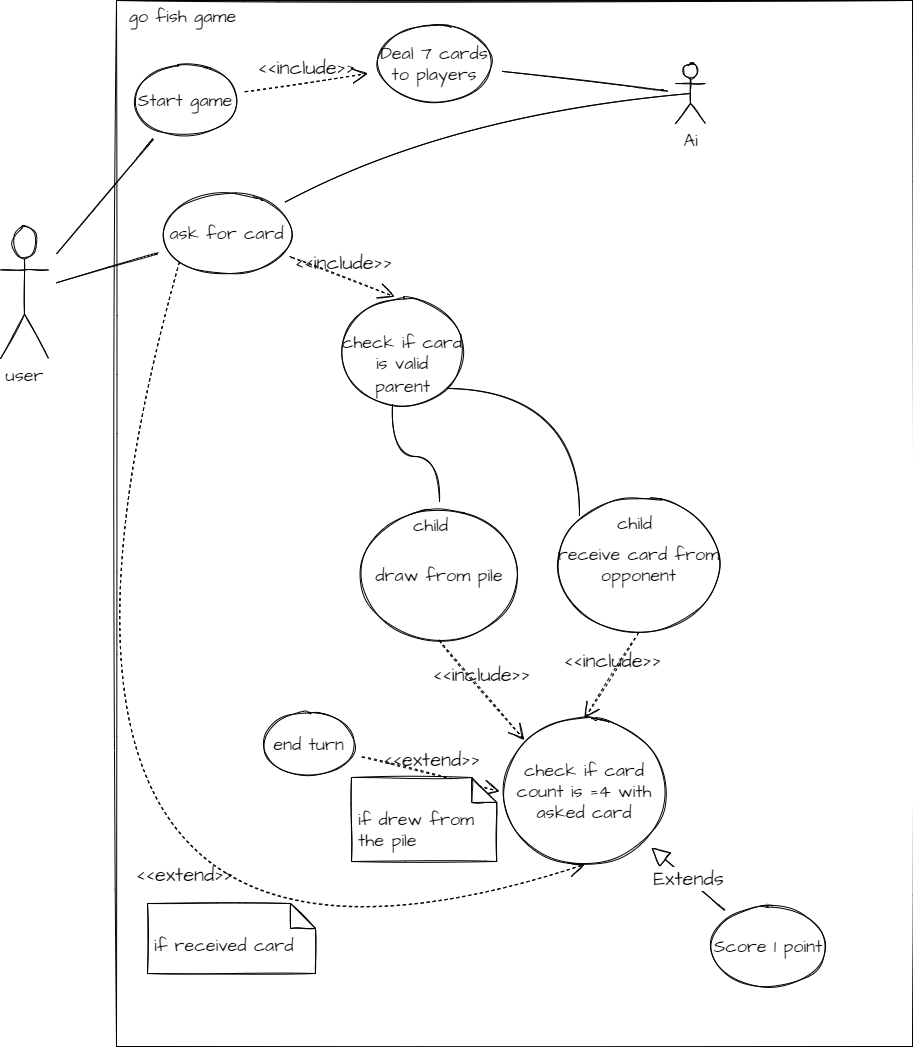 go fish game
Deal 7 cards
to players
<<include>>
Start game
Ai
ask for card
<<include>>
user
check if card
is valid
parent
child
draw from pile
child
receive card from
opponent
<<include>>
<<include>>
end turn
<<extend>>
check if card
count is =4 with
asked card
if drew from
the pile
<<extend>>
Extends
if received card
Score 1 point